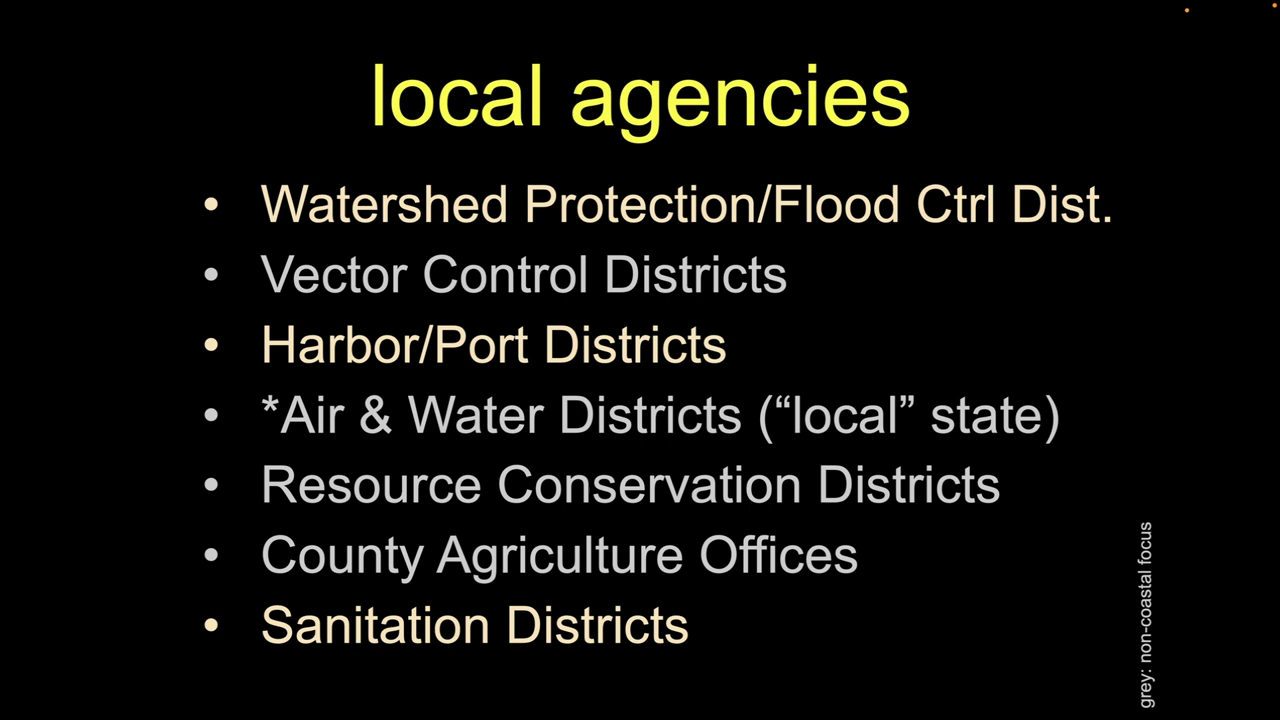 local agencies
• Watershed Protection/Flood Ctrl Dist.
• Vector Control Districts
• Harbor/Port Districts
• *Air & Water Districts (“local” state)
• Resource Conservation Districts
• County Agriculture Offices
• Sanitation Districts
grey: non-coastal focus